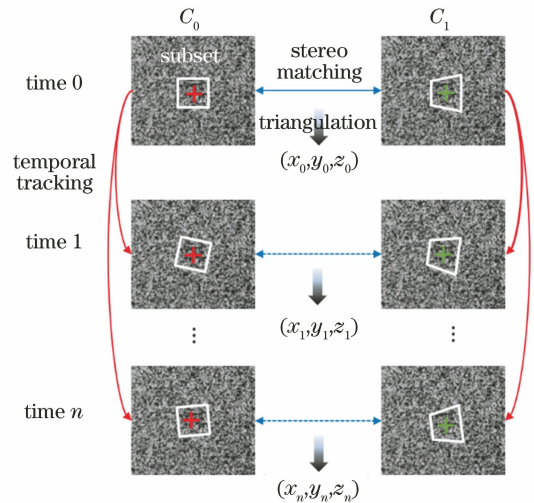 C₀
C₁
subset
time 0
stereo
matching
triangulation
(x₀,y₀,z₀)
temporal
tracking
time 1
(x₁,y₁,z₁)
⋮
⋮
time n
(xₙ,yₙ,zₙ)